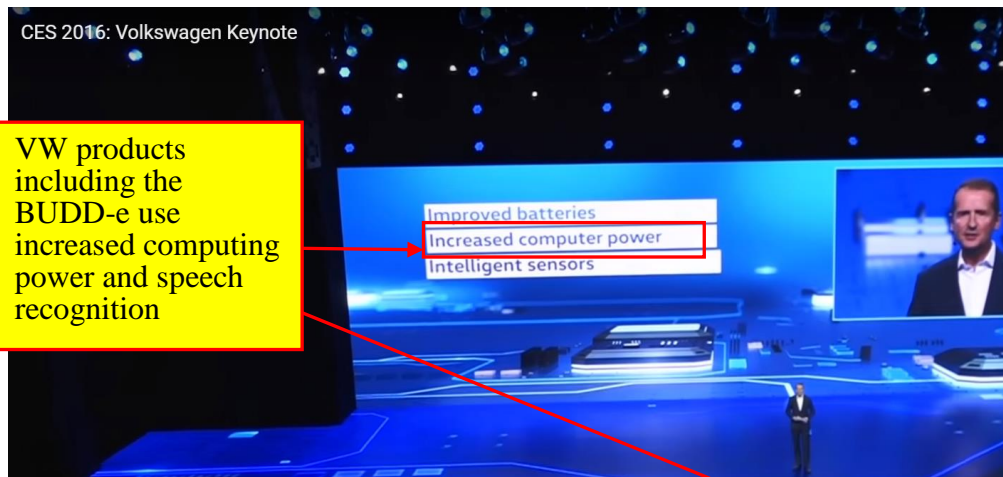 CES 2016: Volkswagen Keynote
VW products
including the
BUDD-e use
increased computing
power and speech
recognition
Improved batteries
Increased computer power
Intelligent sensors